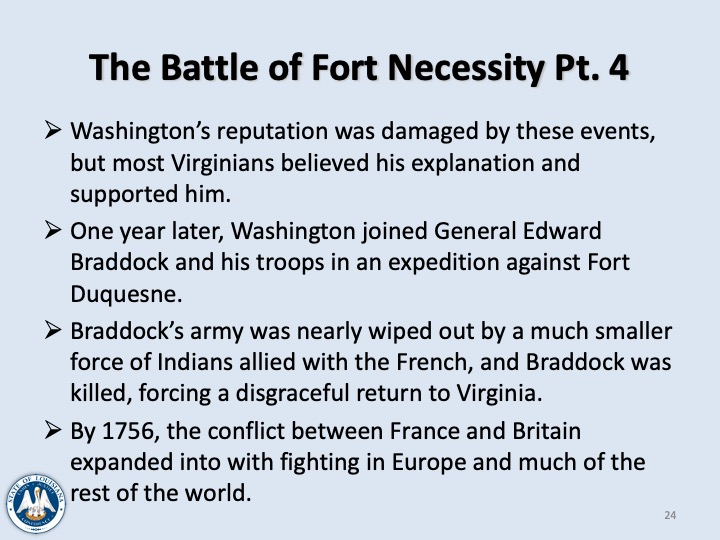 The Battle of Fort Necessity Pt. 4
➢ Washington’s reputation was damaged by these events,
but most Virginians believed his explanation and
supported him.
➢ One year later, Washington joined General Edward
Braddock and his troops in an expedition against Fort
Duquesne.
➢ Braddock’s army was nearly wiped out by a much smaller
force of Indians allied with the French, and Braddock was
killed, forcing a disgraceful return to Virginia.
➢ By 1756, the conflict between France and Britain
expanded into with fighting in Europe and much of the
rest of the world.
STATE OF LOUISIANA
CONFIDENCE
24